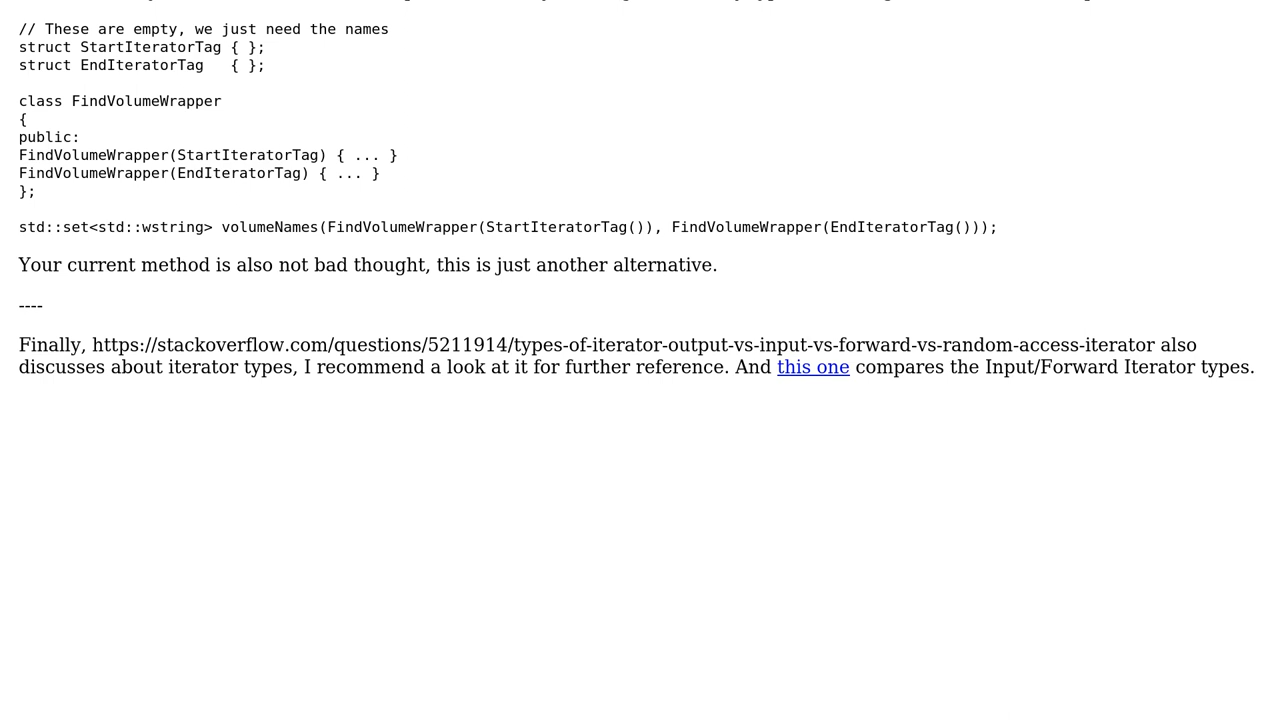 // These are empty, we just need the names
struct StartIteratorTag { };
struct EndIteratorTag   { };
class FindVolumeWrapper
{
public:
FindVolumeWrapper(StartIteratorTag) { ... }
FindVolumeWrapper(EndIteratorTag) { ... }
};
std::set<std::wstring> volumeNames(FindVolumeWrapper(StartIteratorTag()), FindVolumeWrapper(EndIteratorTag()));
Your current method is also not bad thought, this is just another alternative.
----
Finally, https://stackoverflow.com/questions/5211914/types-of-iterator-output-vs-input-vs-forward-vs-random-access-iterator also
discusses about iterator types, I recommend a look at it for further reference. And this one compares the Input/Forward Iterator types.